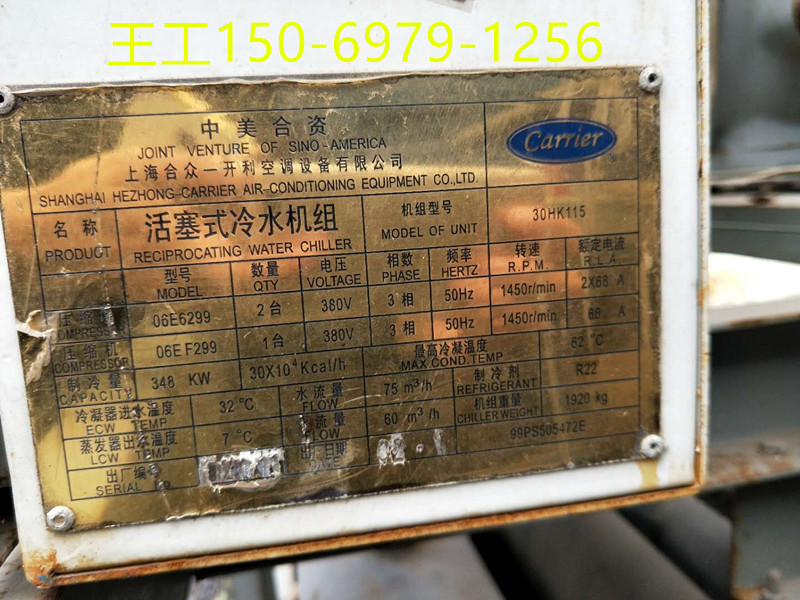 王工150-6979-1256
中美合资
JOINT VENTURE OF SINO-AMERICA
上海合众一开利空调设备有限公司
SHANGHAI HEZHONG-CARRIER AIR-CONDITIONING EQUIPMENT CO.,LTD.
Carrier
名称 活塞式冷水机组 机组型号 30HK115
PRODUCT RECIPROCATING WATER CHILLER MODEL OF UNIT
型号 数量 电压 相数 频率 转速 额定电流
MODEL QTY VOLTAGE PHASE HERTZ R.P.M. R.L.A.
压缩 06E6299 2台 380V 3相 50Hz 1450r/min 2X68 A
MPRESS
压缩机 06EF299 1台 380V 3相 50Hz 1450r/min 68 A
COMPRESSOR
制冷量 348 KW 30X10⁴Kcal/h 最高冷凝温度 62 °C
CAPACITY MAX.COND.TEMP
冷凝器进水温度 32 °C 水流量 75 m³/h 制冷剂 R22
ECW TEMP FLOW REFRIGERANT
蒸发器出水温度 7 °C 流量 60 m³/h 机组重量 1920 kg
LCW TEMP FLOW CHILLER WEIGHT
出厂编号 出 日期 99PS505472E
SERIAL